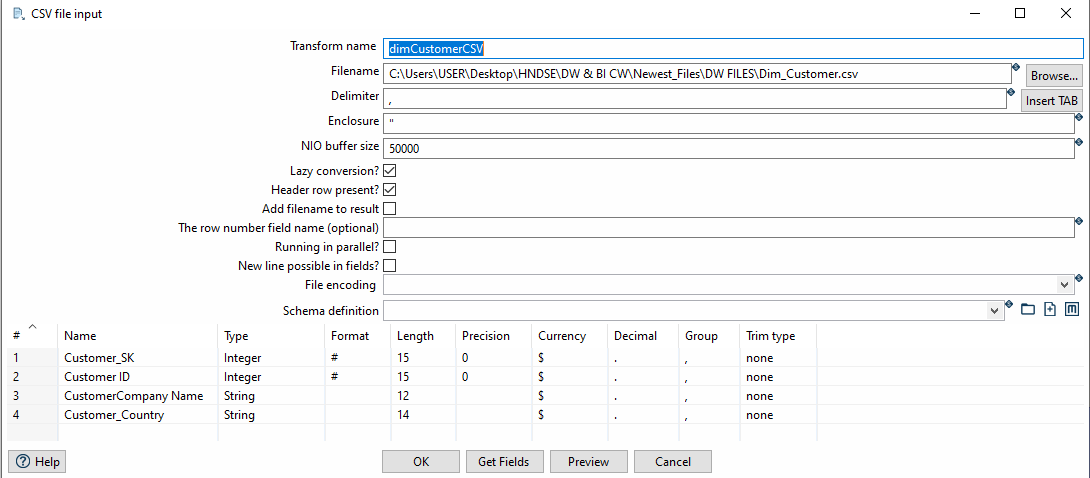 CSV file input
Transform name dimCustomerCSV
Filename C:\Users\USER\Desktop\HNDSE\DW & BI CW\Newest_Files\DW FILES\Dim_Customer.csv Browse...
Delimiter , Insert TAB
Enclosure "
NIO buffer size 50000
Lazy conversion?
Header row present?
Add filename to result
The row number field name (optional)
Running in parallel?
New line possible in fields?
File encoding
Schema definition
# Name Type Format Length Precision Currency Decimal Group Trim type
1 Customer_SK Integer # 15 0 $ . , none
2 Customer ID Integer # 15 0 $ . , none
3 CustomerCompany Name String 12 $ . , none
4 Customer_Country String 14 $ . , none
Help OK Get Fields Preview Cancel